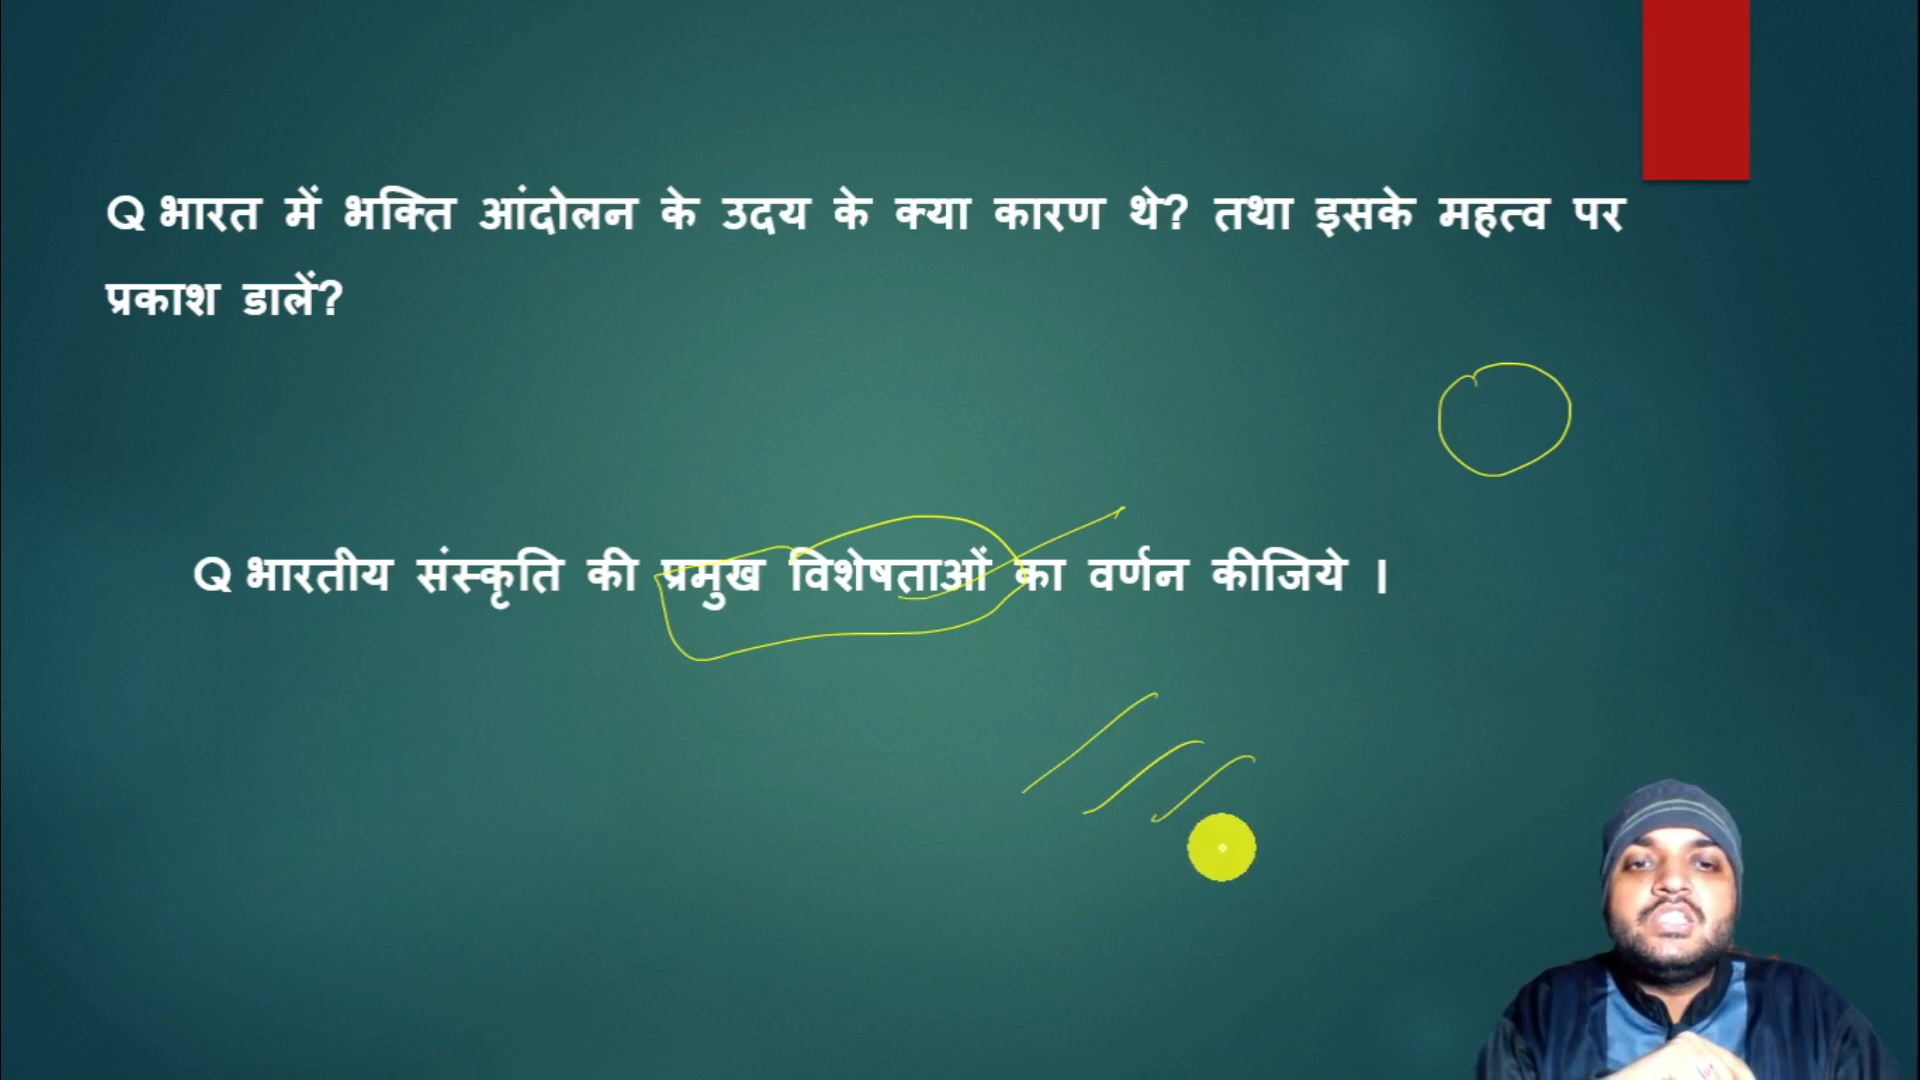 Q भारत में भक्ति आंदोलन के उदय के क्या कारण थे? तथा इसके महत्व पर
प्रकाश डालें?
Q भारतीय संस्कृति की प्रमुख विशेषताओं का वर्णन कीजिये ।